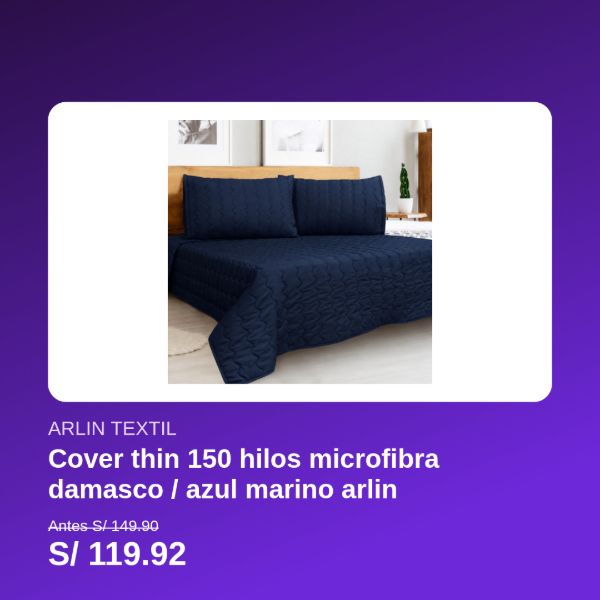 ARLIN TEXTIL
Cover thin 150 hilos microfibra
damasco / azul marino arlin
Antes S/ 149.90
S/ 119.92